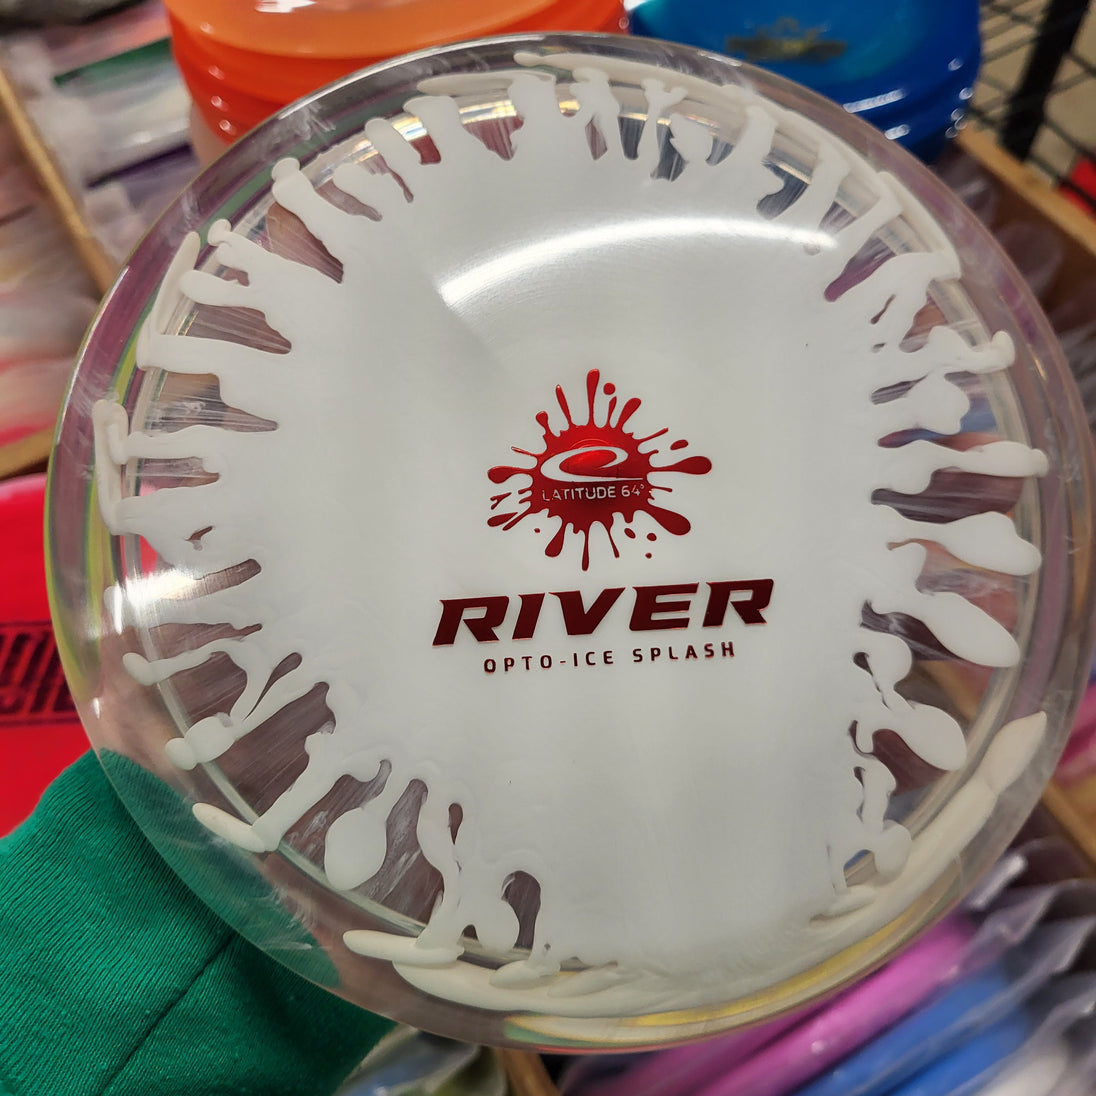 LATITUDE 64°
RIVER
OPTO-ICE SPLASH